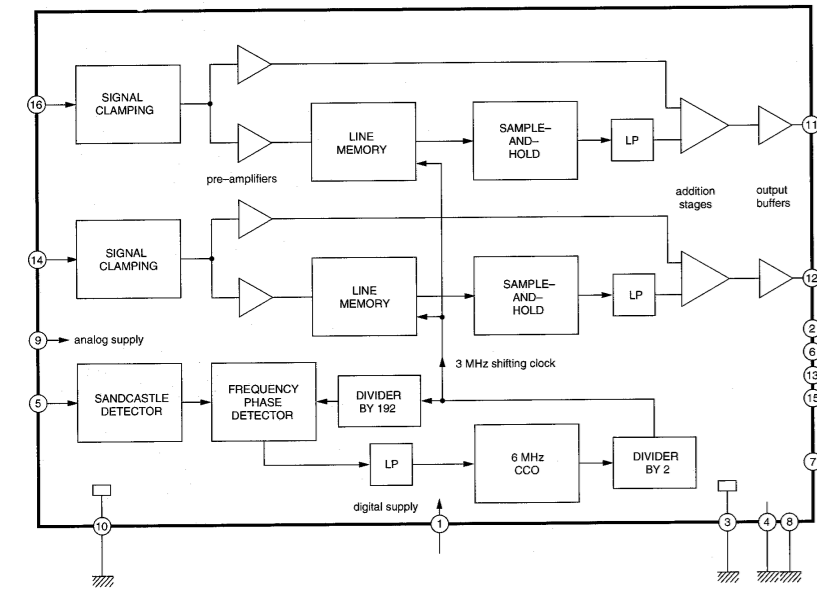 16
SIGNAL
CLAMPING
pre–amplifiers
LINE
MEMORY
SAMPLE–
AND–
HOLD
LP
addition
stages
output
buffers
11
14
SIGNAL
CLAMPING
LINE
MEMORY
SAMPLE–
AND–
HOLD
LP
12
9
analog supply
2
6
13
15
7
3 MHz shifting clock
5
SANDCASTLE
DETECTOR
FREQUENCY
PHASE
DETECTOR
DIVIDER
BY 192
LP
6 MHz
CCO
DIVIDER
BY 2
digital supply
10
1
3
4
8